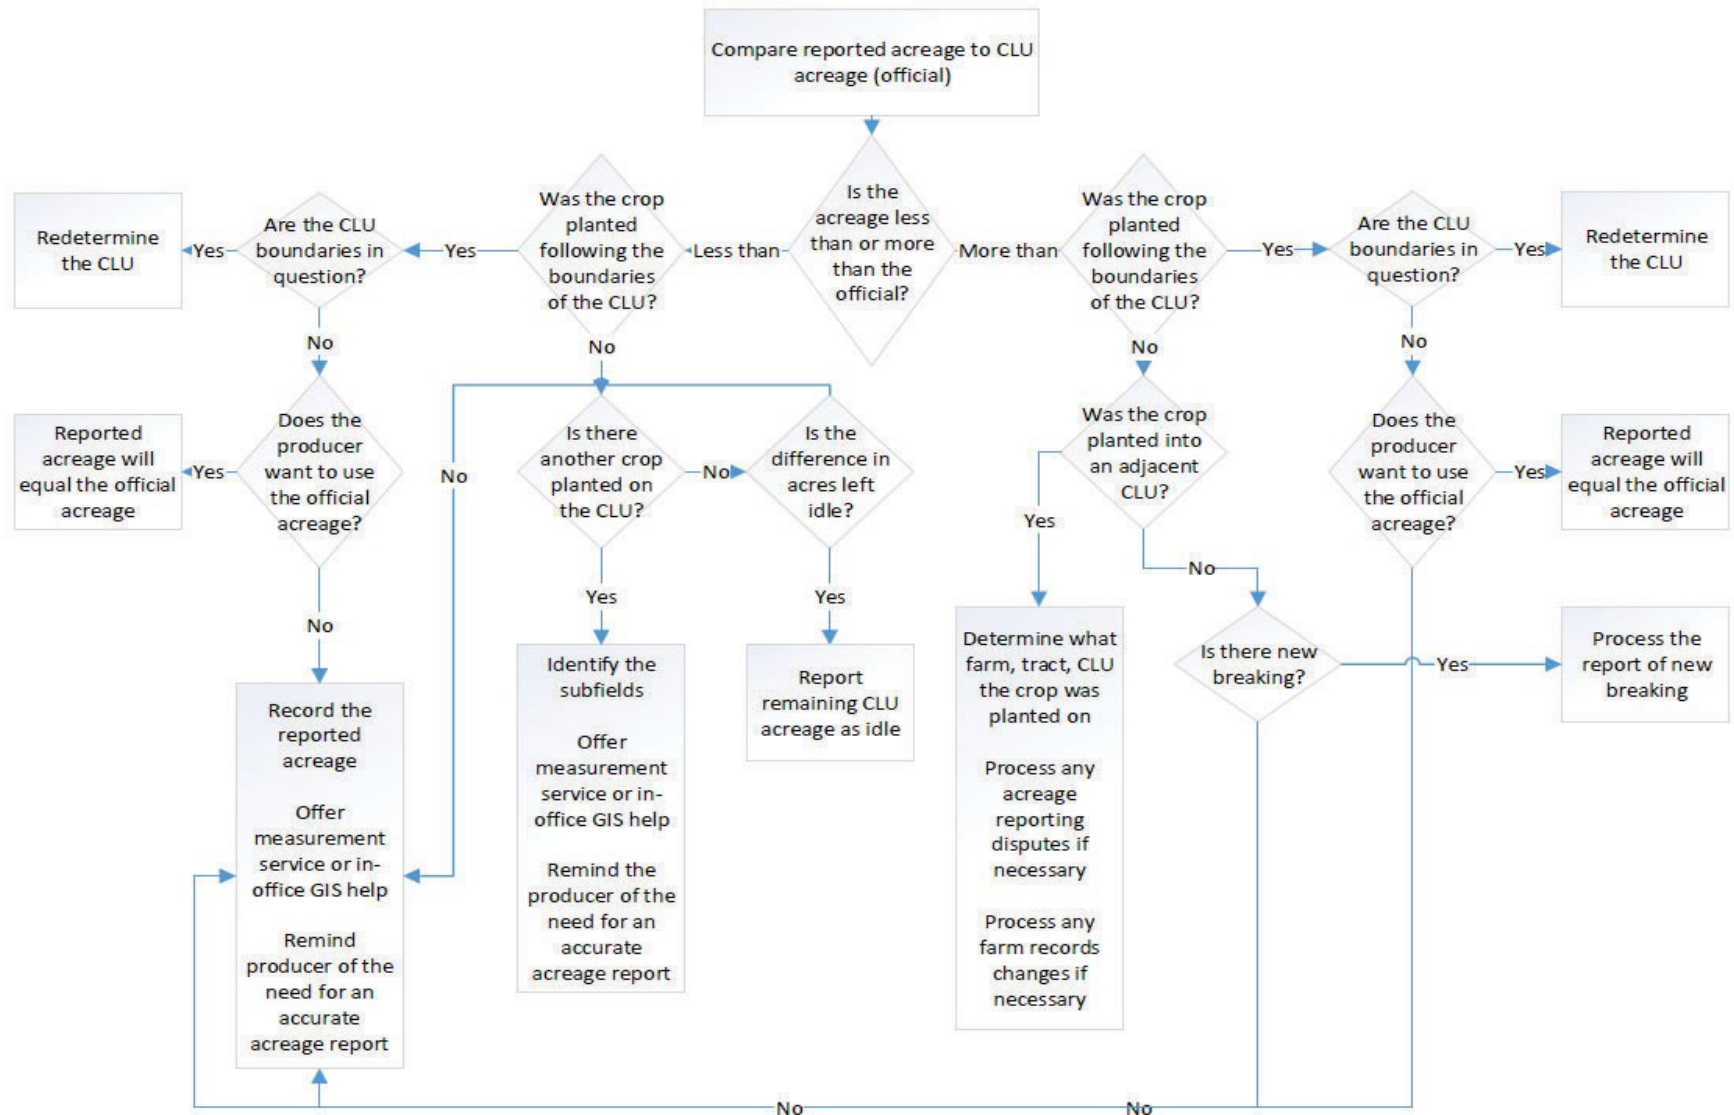 Compare reported acreage to CLU
acreage (official)
Is the
acreage less
than or more
than the
official?
Less than
More than
Was the crop
planted
following the
boundaries
of the CLU?
Yes
No
Are the CLU
boundaries in
question?
Yes
No
Redetermine
the CLU
Does the
producer
want to use
the official
acreage?
Yes
No
Reported
acreage will
equal the official
acreage
Record the
reported
acreage
Offer
measurement
service or in-
office GIS help
Remind
producer of the
need for an
accurate
acreage report
No
Is there
another crop
planted on
the CLU?
No
Yes
Identify the
subfields
Offer
measurement
service or in-
office GIS help
Remind the
producer of the
need for an
accurate
acreage report
Is the
difference in
acres left
idle?
Yes
Report
remaining CLU
acreage as idle
Was the crop
planted
following the
boundaries
of the CLU?
Yes
No
Was the crop
planted into
an adjacent
CLU?
Yes
No
Determine what
farm, tract, CLU
the crop was
planted on
Process any
acreage
reporting
disputes if
necessary
Process any
farm records
changes if
necessary
Is there new
breaking?
Yes
Process the
report of new
breaking
Are the CLU
boundaries in
question?
Yes
No
Redetermine
the CLU
Does the
producer
want to use
the official
acreage?
Yes
Reported
acreage will
equal the official
acreage
No
No